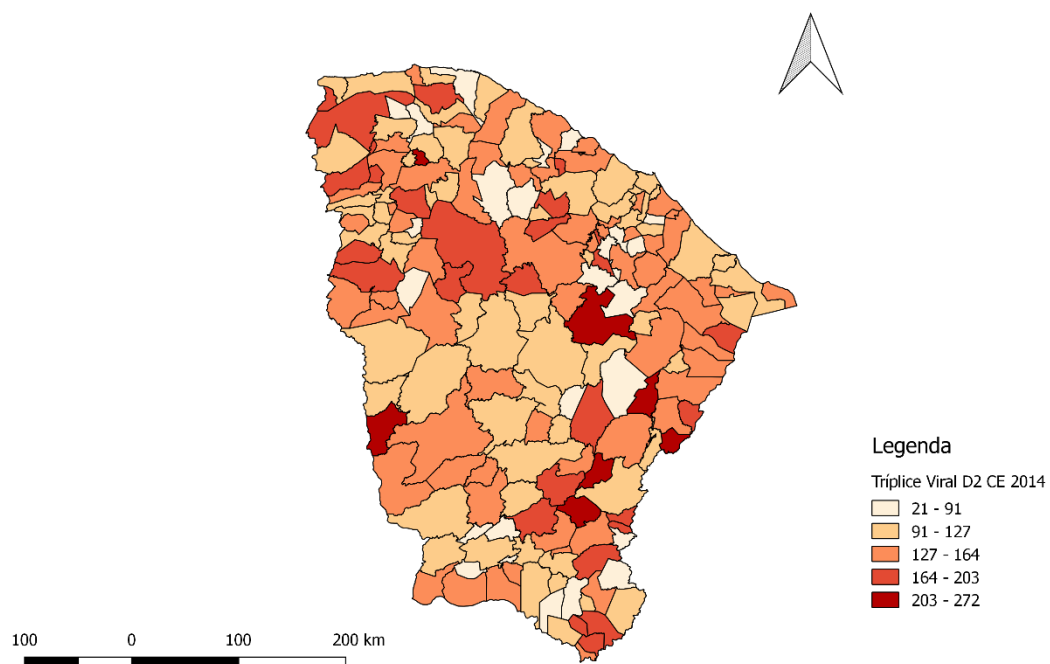 Legenda
Tríplice Viral D2 CE 2014
21 - 91
91 - 127
127 - 164
164 - 203
203 - 272
100 0 100 200 km